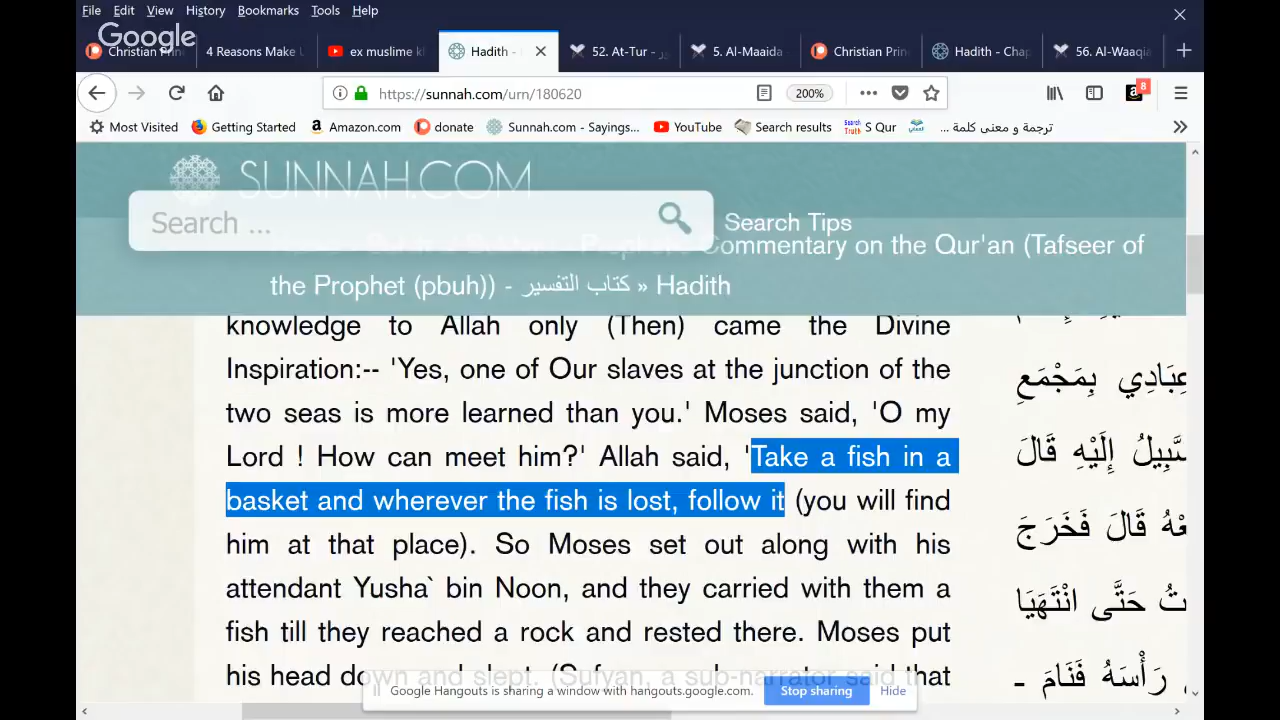 File Edit View History Bookmarks Tools Help
Google
Christian Prin
4 Reasons Make
ex muslime
Hadith -
52. At-Tur -
5. Al-Maaida
Christian Prin
Hadith - Chap
56. Al-Waaqia
https://sunnah.com/urn/180620
200%
8
Most Visited Getting Started Amazon.com donate Sunnah.com - Sayings... YouTube Search results S Qur ترجمة و معنى كلمة ...
SUNNAH.COM
Search ...
Search Tips
Prophetic Commentary on the Qur'an (Tafseer of
the Prophet (pbuh)) - كتاب التفسير » Hadith
knowledge to Allah only (Then) came the Divine
Inspiration:-- 'Yes, one of Our slaves at the junction of the
two seas is more learned than you.' Moses said, 'O my
Lord ! How can meet him?' Allah said, 'Take a fish in a
basket and wherever the fish is lost, follow it (you will find
him at that place). So Moses set out along with his
attendant Yusha` bin Noon, and they carried with them a
fish till they reached a rock and rested there. Moses put
his head down and slept. (Sufyan, a sub-narrator said that
عِبَادِي بِمَجْمَعِ
سَّبِيلُ إِلَيْهِ قَالَ
عْهُ قَالَ فَخَرَجَ
تُ حَتَّى انْتَهَيَا
رَأْسَهُ فَنَامَ ـ
Google Hangouts is sharing a window with hangouts.google.com.
Stop sharing
Hide